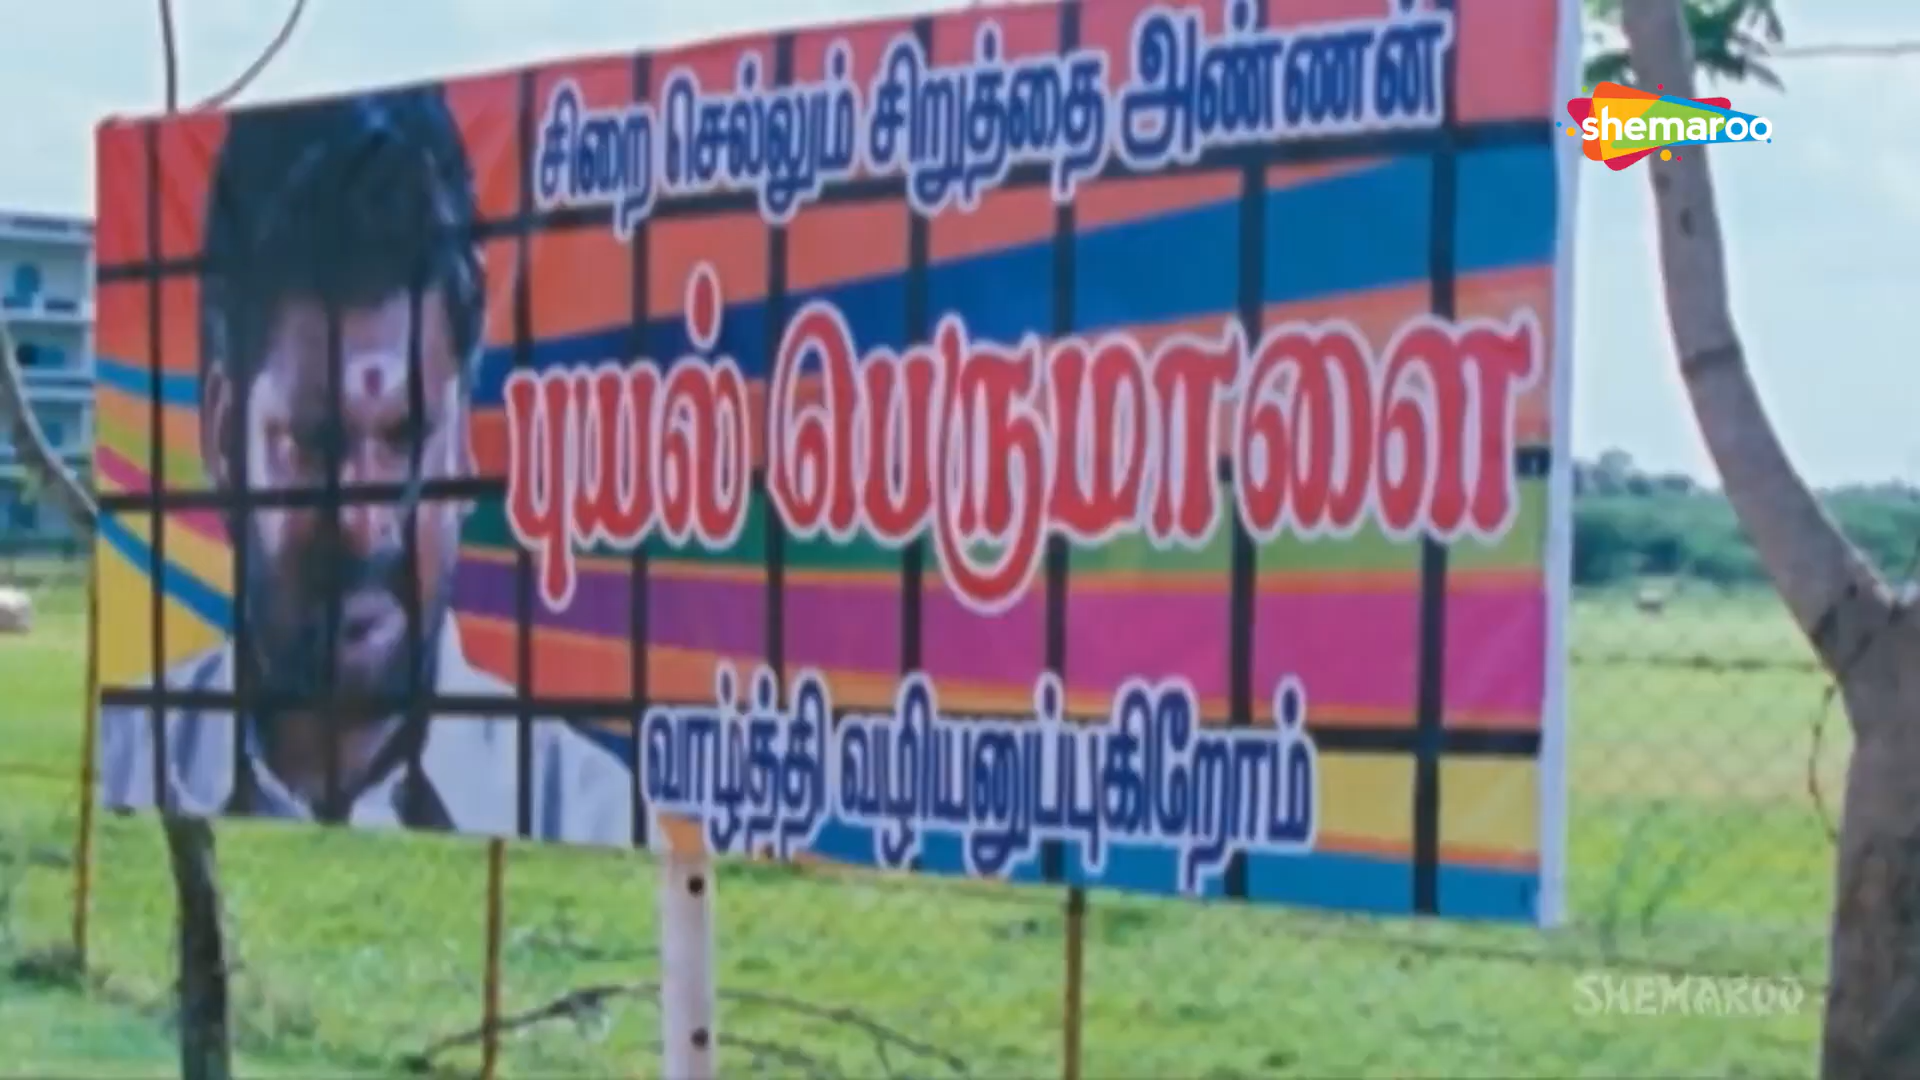 சிறை செல்லும் சிறுத்தை அண்ணன்
புயல் பெருமாளை
வாழ்த்தி வழியனுப்புகிறோம்
shemaroo
SHEMAROO